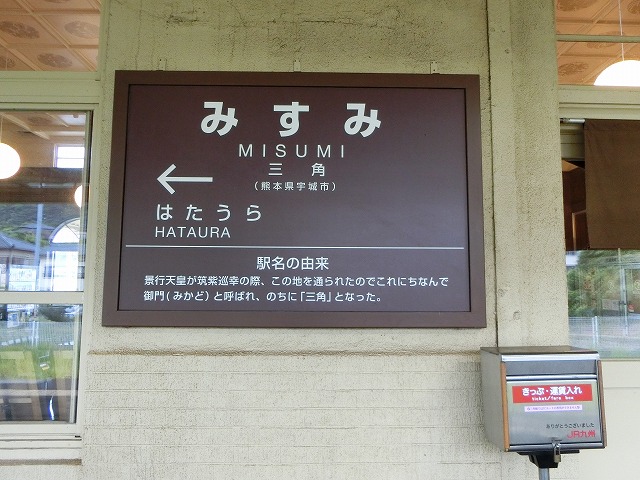 みすみ
MISUMI
三角
(熊本県宇城市)
←
はたうら
HATAURA
駅名の由来
景行天皇が筑紫巡幸の際、この地を通られたのでこれにちなんで
御門(みかど)と呼ばれ、のちに「三角」となった。
きっぷ・運賃入れ
ticket/fare box
ありがとうございました
JR九州